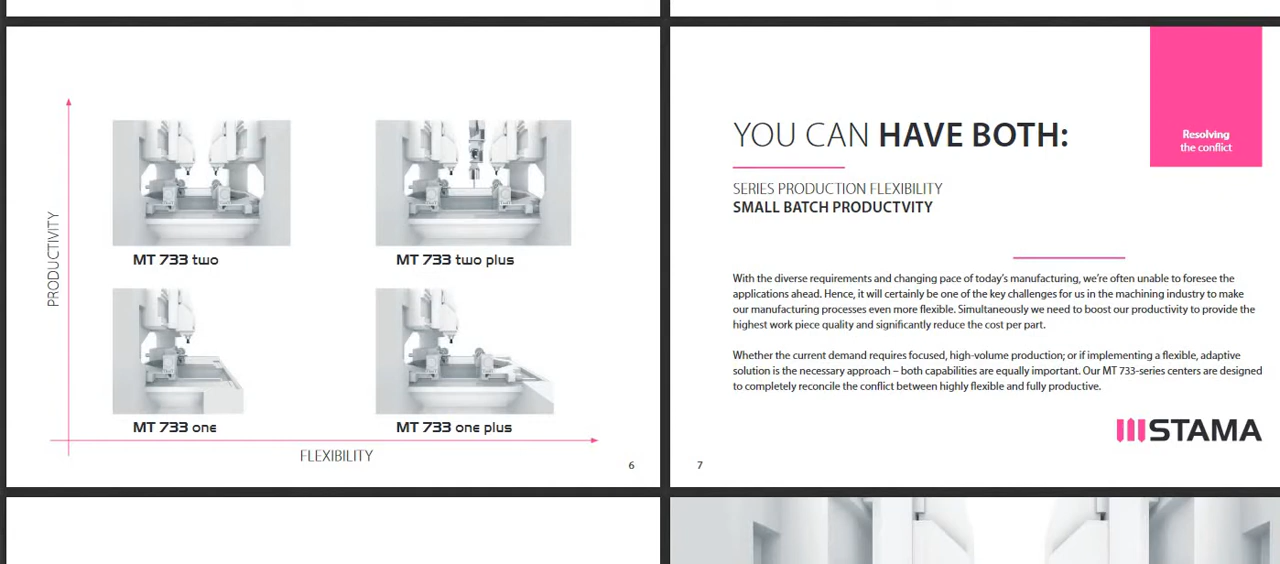 PRODUCTIVITY
MT 733 two
MT 733 two plus
MT 733 one
MT 733 one plus
FLEXIBILITY
6
Resolving
the conflict
YOU CAN HAVE BOTH:
SERIES PRODUCTION FLEXIBILITY
SMALL BATCH PRODUCTVITY
With the diverse requirements and changing pace of today's manufacturing, we're often unable to foresee the
applications ahead. Hence, it will certainly be one of the key challenges for us in the machining industry to make
our manufacturing processes even more flexible. Simultaneously we need to boost our productivity to provide the
highest work piece quality and significantly reduce the cost per part.
Whether the current demand requires focused, high-volume production; or if implementing a flexible, adaptive
solution is the necessary approach – both capabilities are equally important. Our MT 733-series centers are designed
to completely reconcile the conflict between highly flexible and fully productive.
STAMA
7